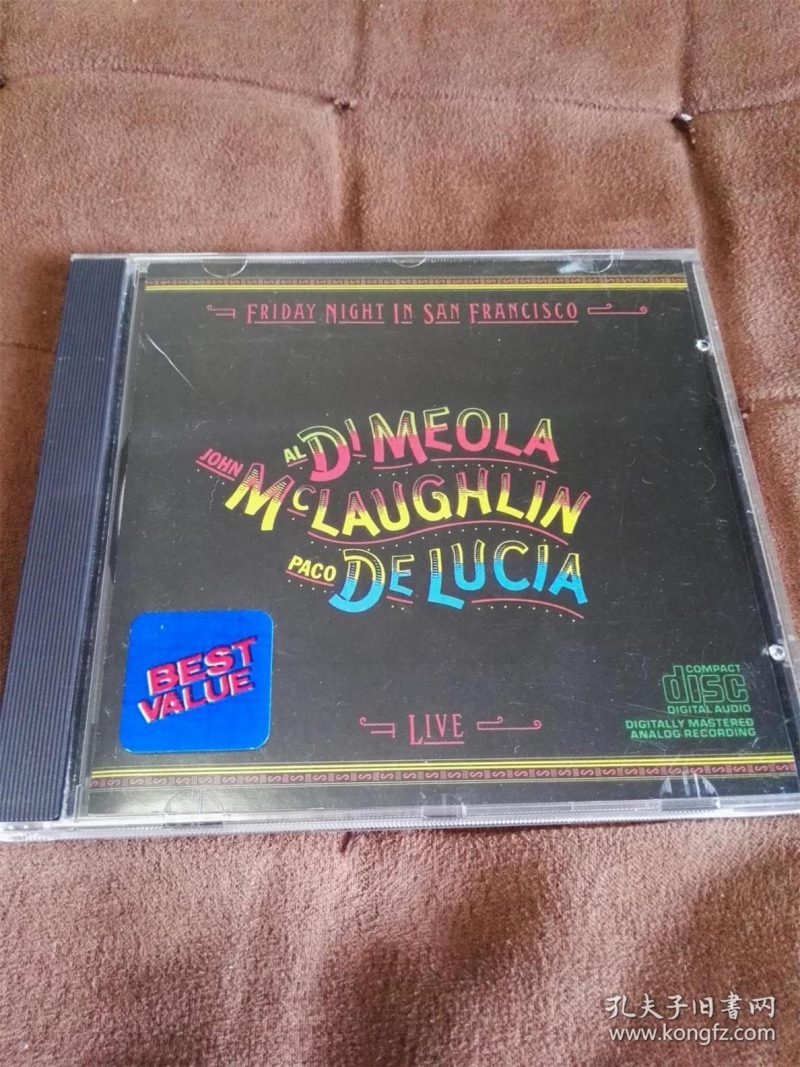 FRIDAY NIGHT IN SAN FRANCISCO
AL DI MEOLA
JOHN McLAUGHLIN
PACO DE LUCIA
BEST
VALUE
LIVE
COMPACT
disc
DIGITAL AUDIO
DIGITALLY MASTERED
ANALOG RECORDING
孔夫子旧書网
www.kongfz.com